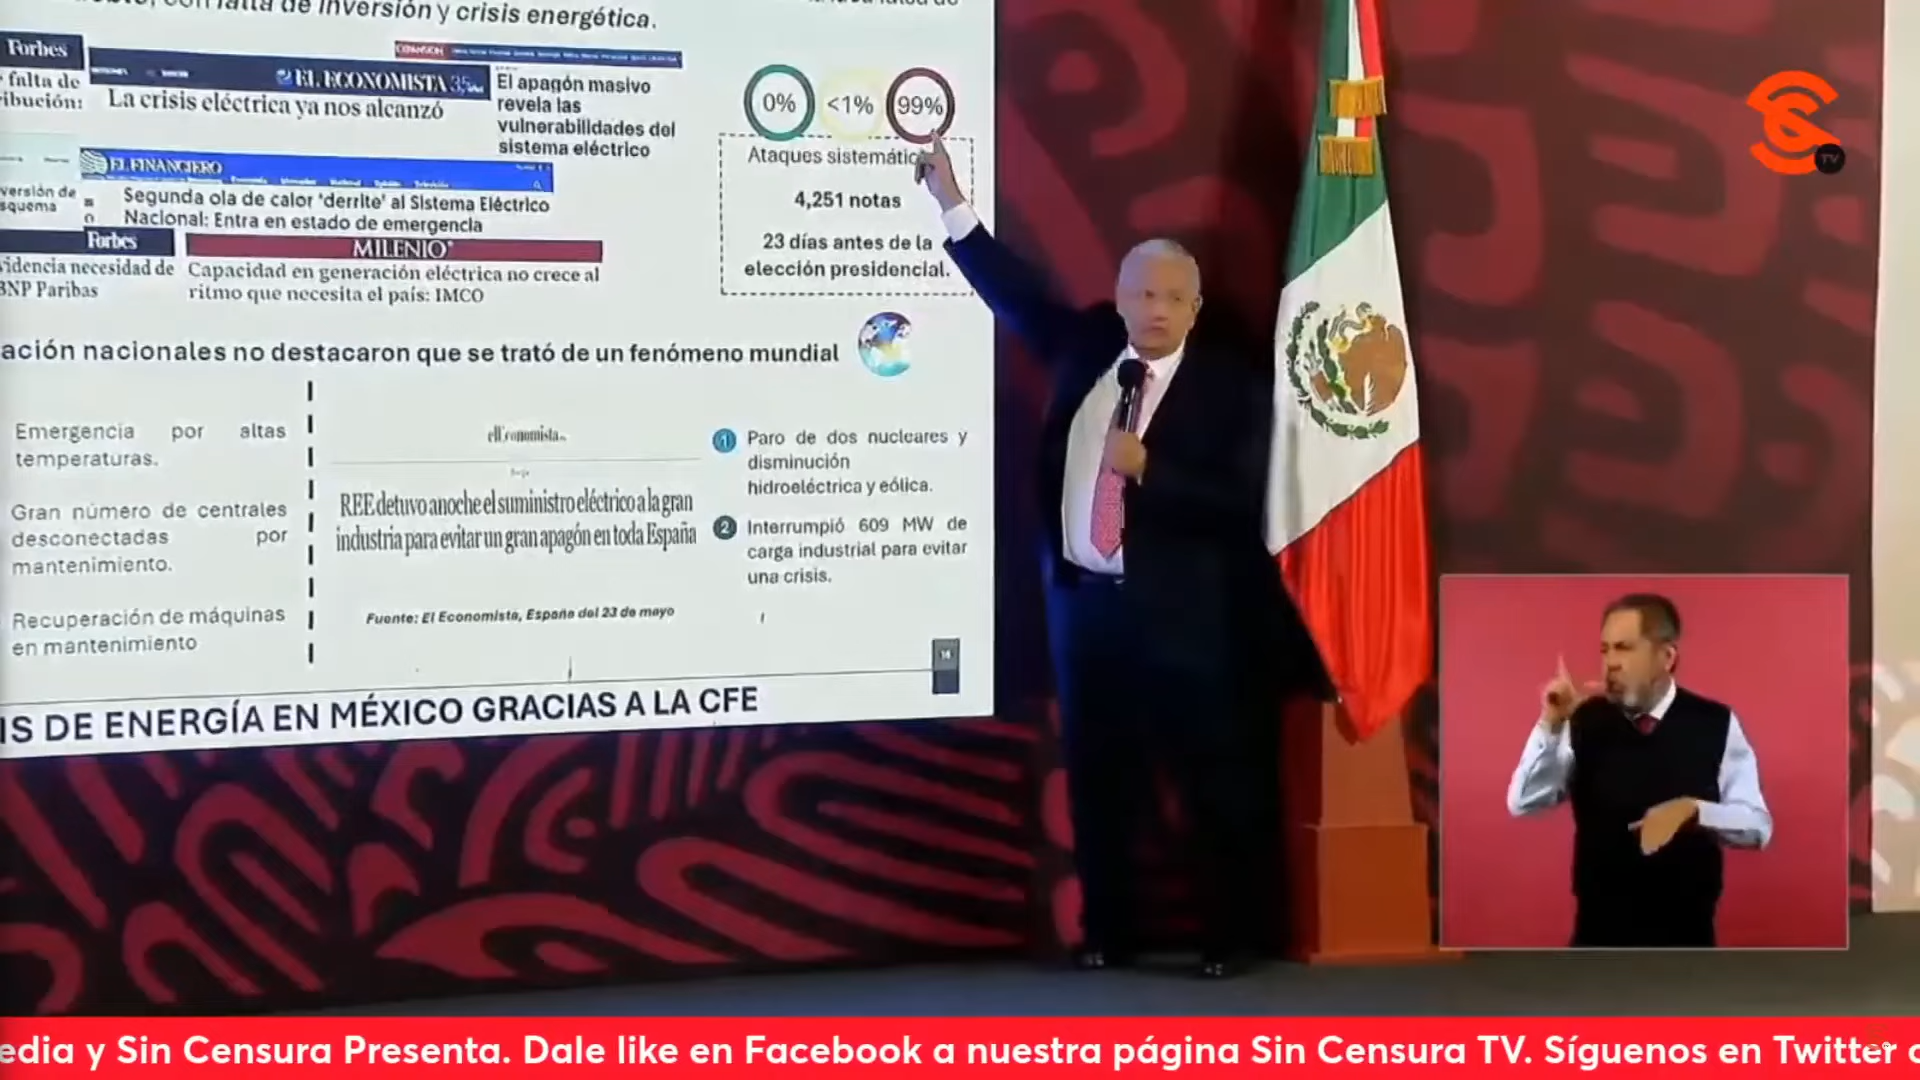 falta de inversión y crisis energética.
Forbes
falta de
EXPANSIÓN
EL ECONOMISTA 35
La crisis eléctrica ya nos alcanzó
El apagón masivo
revela las
vulnerabilidades del
sistema eléctrico
0% <1% 99%
Ataques
4,251 notas
23 días antes de la
elección presidencial.
EL FINANCIERO
Segunda ola de calor 'derrite' al Sistema Eléctrico
Nacional: Entra en estado de emergencia
Forbes
necesidad de
BNP Paribas
MILENIO
Capacidad en generación eléctrica no crece al
ritmo que necesita el país: IMCO
nacionales no destacaron que se trató de un fenómeno mundial
Emergencia por altas
temperaturas.
Gran número de centrales
desconectadas por
mantenimiento.
Recuperación de máquinas
en mantenimiento
elEconomista
REE detuvo anoche el suministro eléctrico a la gran
industria para evitar un gran apagón en toda España
Fuente: El Economista, España del 23 de mayo
1 Paro de dos nucleares y
disminución
hidroeléctrica y eólica.
2 Interrumpió 609 MW de
carga industrial para evitar
una crisis.
DE ENERGÍA EN MÉXICO GRACIAS A LA CFE
TV
edia y Sin Censura Presenta. Dale like en Facebook a nuestra página Sin Censura TV. Síguenos en Twitter